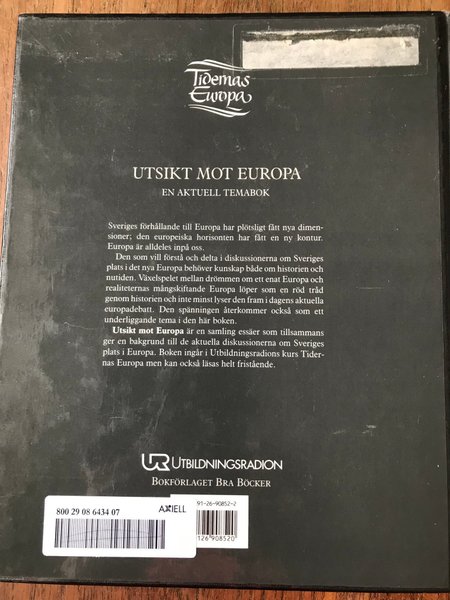 Tidernas
Europa
UTSIKT MOT EUROPA
EN AKTUELL TEMABOK
Sveriges förhållande till Europa har plötsligt fått nya dimen-
sioner; den europeiska horisonten har fått en ny kontur.
Europa är alldeles inpå oss.
Den som vill förstå och delta i diskussionerna om Sveriges
plats i det nya Europa behöver kunskap både om historien och
nutiden. Växelspelet mellan drömmen om ett enat Europa och
realiteternas mångskiftande Europa löper som en röd tråd
genom historien och inte minst lyser den fram i dagens aktuella
europadebatt. Den spänningen återkommer också som ett
underliggande tema i den här boken.
Utsikt mot Europa är en samling essäer som tillsammans
ger en bakgrund till de aktuella diskussionerna om Sveriges
plats i Europa. Boken ingår i Utbildningsradions kurs Tider-
nas Europa men kan också läsas helt fristående.
UR UTBILDNINGSRADION
BOKFÖRLAGET BRA BÖCKER
800 29 08 6434 07
AXIELL
91-26-90852-2
126 908520